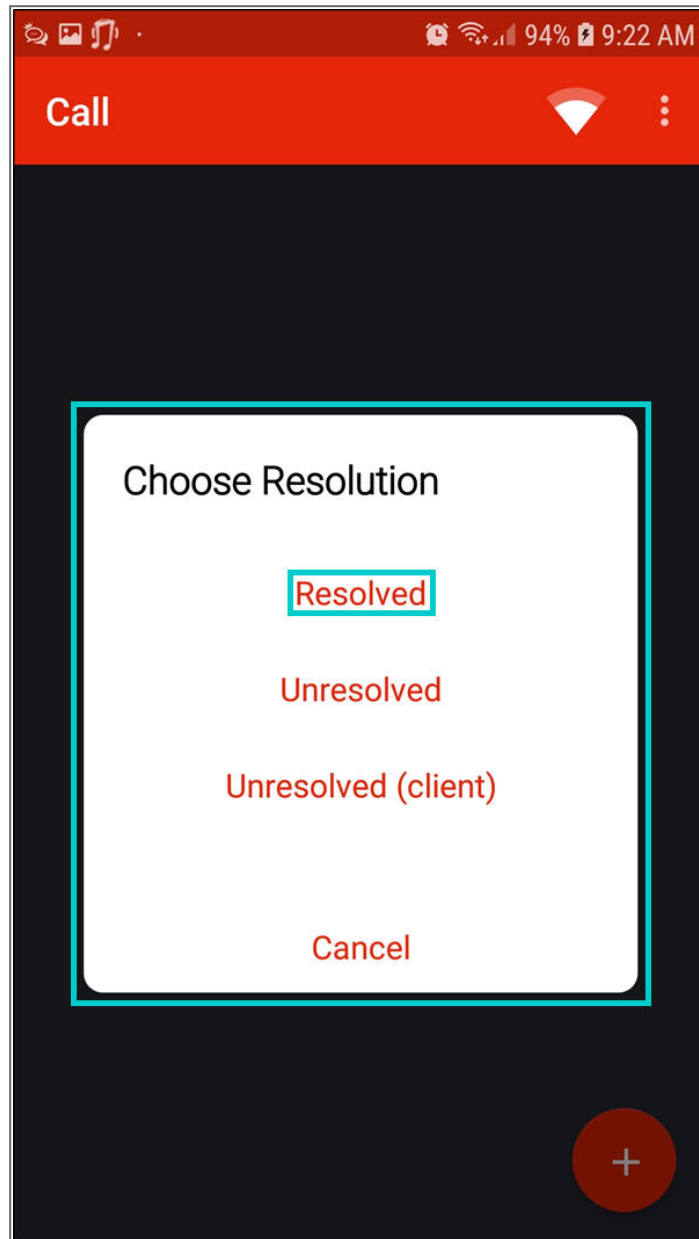 94% 9:22 AM
Call
Choose Resolution
Resolved
Unresolved
Unresolved (client)
Cancel
+